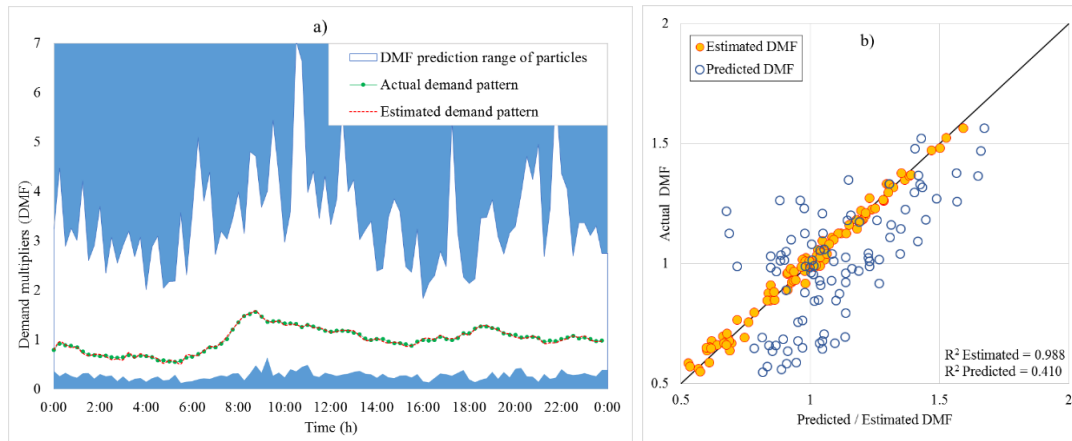 a)
7
6
5
4
3
2
1
0
Demand multipliers (DMF)
DMF prediction range of particles
Actual demand pattern
Estimated demand pattern
0:00 2:00 4:00 6:00 8:00 10:00 12:00 14:00 16:00 18:00 20:00 22:00 0:00
Time (h)
b)
2
1.5
1
0.5
Actual DMF
Estimated DMF
Predicted DMF
R² Estimated = 0.988
R² Predicted = 0.410
0.5 1 1.5 2
Predicted / Estimated DMF